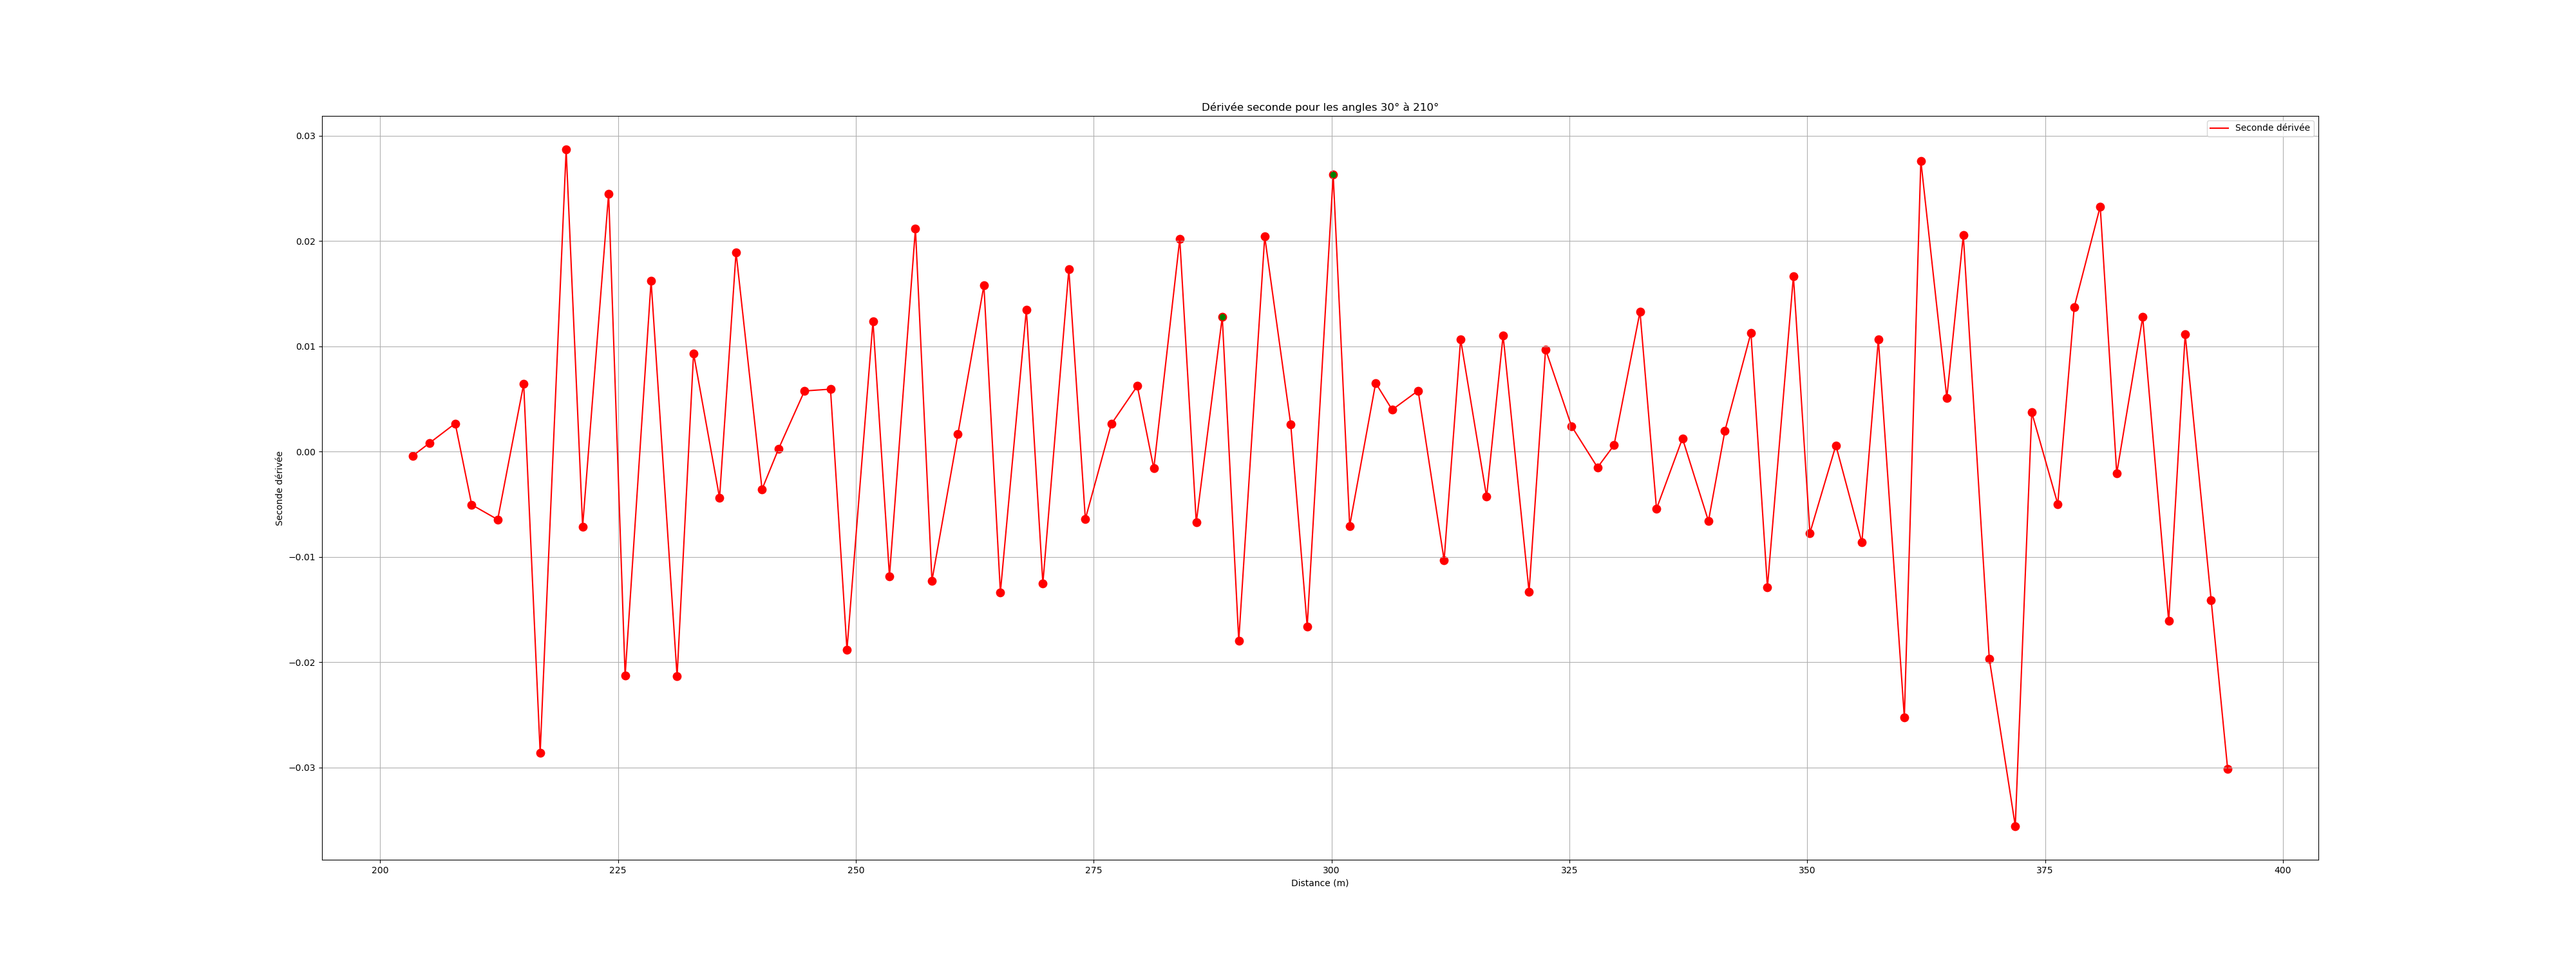 Dérivée seconde pour les angles 30° à 210°
Seconde dérivée
0.03
0.02
0.01
0.00
−0.01
−0.02
−0.03
Seconde dérivée
200 225 250 275 300 325 350 375 400
Distance (m)